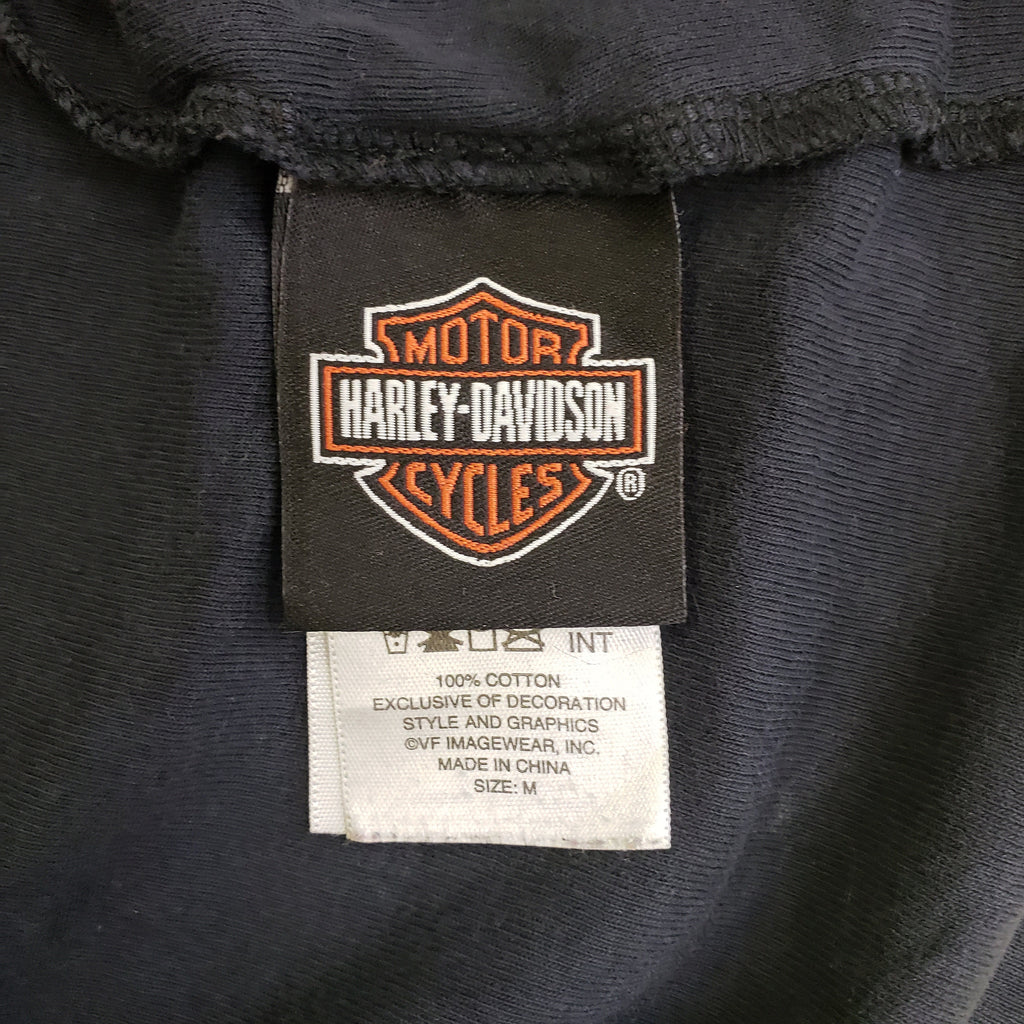 MOTOR
HARLEY-DAVIDSON
CYCLES
®
INT
100% COTTON
EXCLUSIVE OF DECORATION
STYLE AND GRAPHICS
©VF IMAGEWEAR, INC.
MADE IN CHINA
SIZE: M